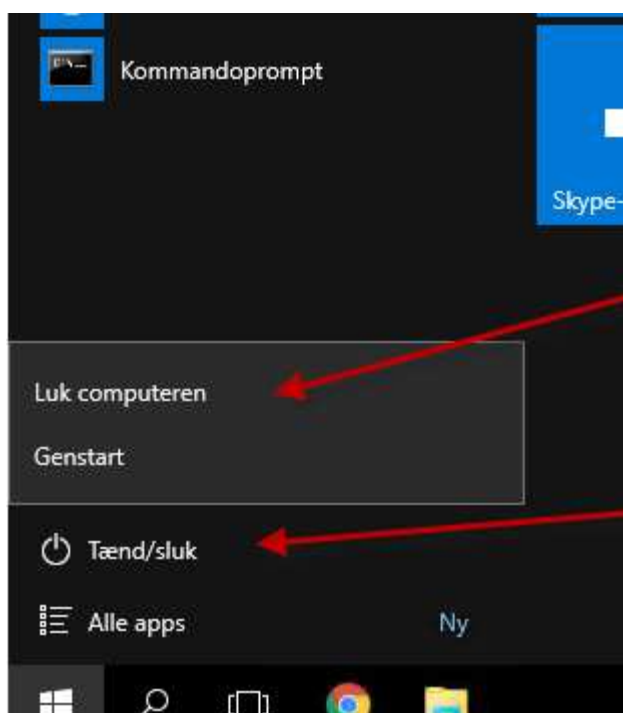 Kommandoprompt
Skype-
Luk computeren
Genstart
Tænd/sluk
Alle apps
Ny